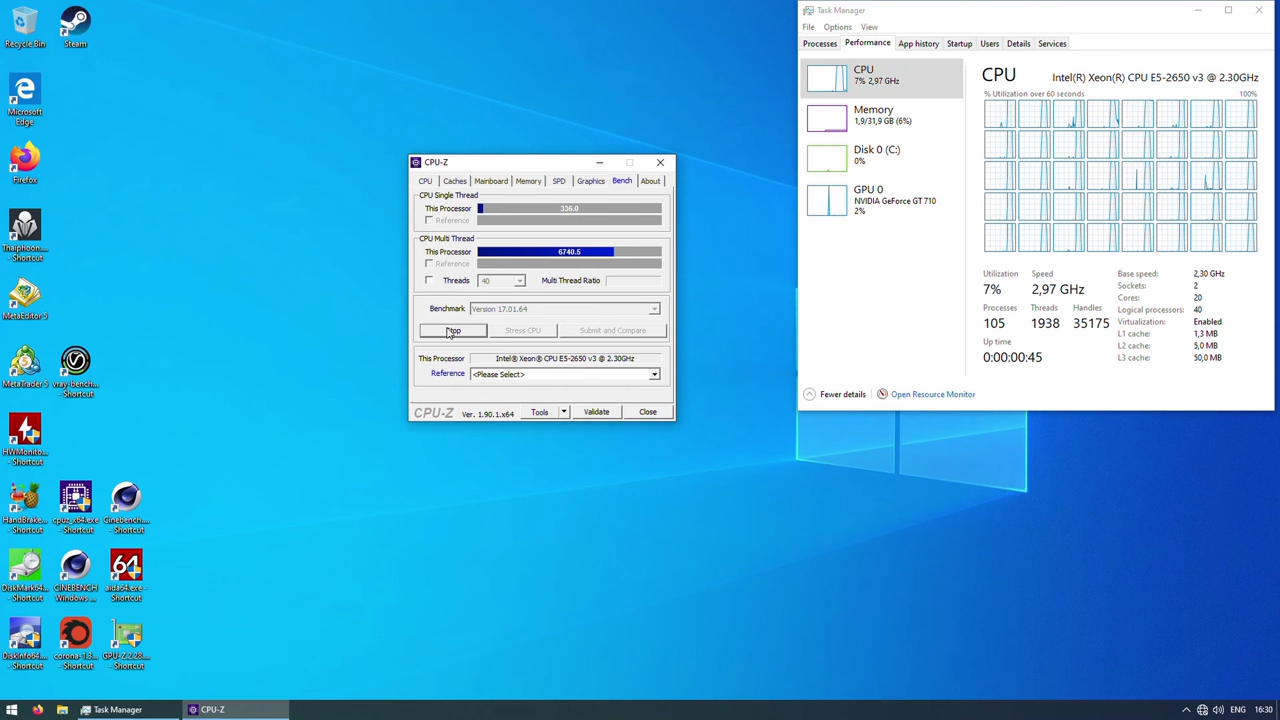 Recycle Bin
Steam
Microsoft
Edge
Firefox
Thaiphoon...
- Shortcut
MetaEditor 5
MetaTrader 5
vray-bench...
- Shortcut
HWMonito...
- Shortcut
HandBrake...
- Shortcut
cpuz_x64.exe
- Shortcut
Cinebench...
- Shortcut
DiskMark64...
- Shortcut
CINEBENCH
Windows ...
aida64.exe -
Shortcut
DiskInfo64...
- Shortcut
corona-1.3...
- Shortcut
GPU-Z.2.28...
- Shortcut
CPU-Z
CPU Caches Mainboard Memory SPD Graphics Bench About
CPU Single Thread
This Processor 336.0
Reference
CPU Multi Thread
This Processor 6740.5
Reference
Threads 40 Multi Thread Ratio
Benchmark Version 17.01.64
Stop Stress CPU Submit and Compare
This Processor Intel® Xeon® CPU E5-2650 v3 @ 2.30GHz
Reference <Please Select>
CPU-Z Ver. 1.90.1.x64 Tools Validate Close
Task Manager
File Options View
Processes Performance App history Startup Users Details Services
CPU
7% 2,97 GHz
Memory
1,9/31,9 GB (6%)
Disk 0 (C:)
0%
GPU 0
NVIDIA GeForce GT 710
2%
CPU Intel(R) Xeon(R) CPU E5-2650 v3 @ 2.30GHz
% Utilization over 60 seconds 100%
Utilization Speed
7% 2,97 GHz
Processes Threads Handles
105 1938 35175
Up time
0:00:00:45
Base speed: 2,30 GHz
Sockets: 2
Cores: 20
Logical processors: 40
Virtualization: Enabled
L1 cache: 1,3 MB
L2 cache: 5,0 MB
L3 cache: 50,0 MB
Fewer details Open Resource Monitor
Task Manager CPU-Z ENG 16:30